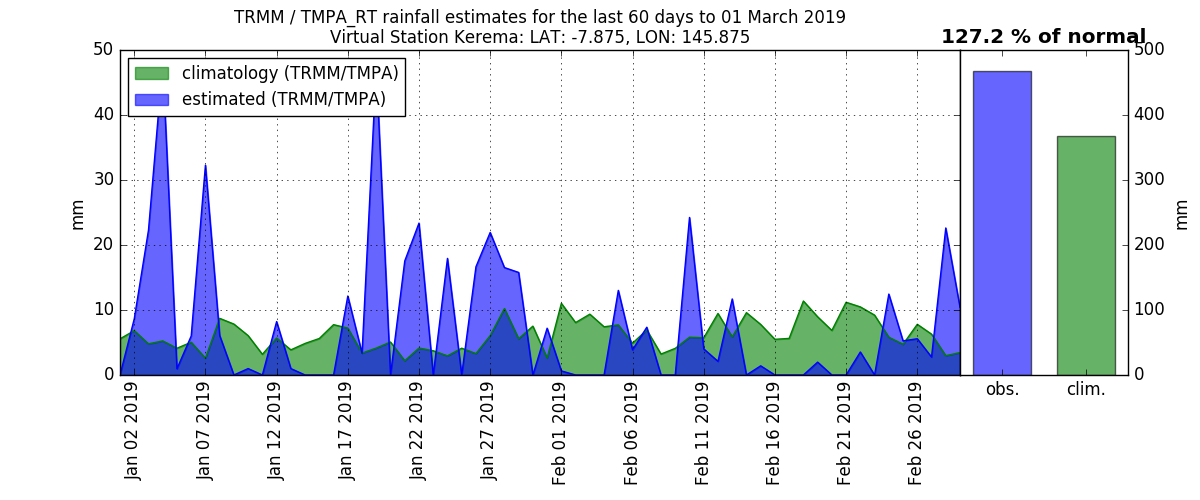 TRMM / TMPA_RT rainfall estimates for the last 60 days to 01 March 2019
Virtual Station Kerema: LAT: -7.875, LON: 145.875
127.2 % of normal
climatology (TRMM/TMPA)
estimated (TRMM/TMPA)
50
40
30
20
10
0
mm
Jan 02 2019
Jan 07 2019
Jan 12 2019
Jan 17 2019
Jan 22 2019
Jan 27 2019
Feb 01 2019
Feb 06 2019
Feb 11 2019
Feb 16 2019
Feb 21 2019
Feb 26 2019
obs.
clim.
500
400
300
200
100
0
mm